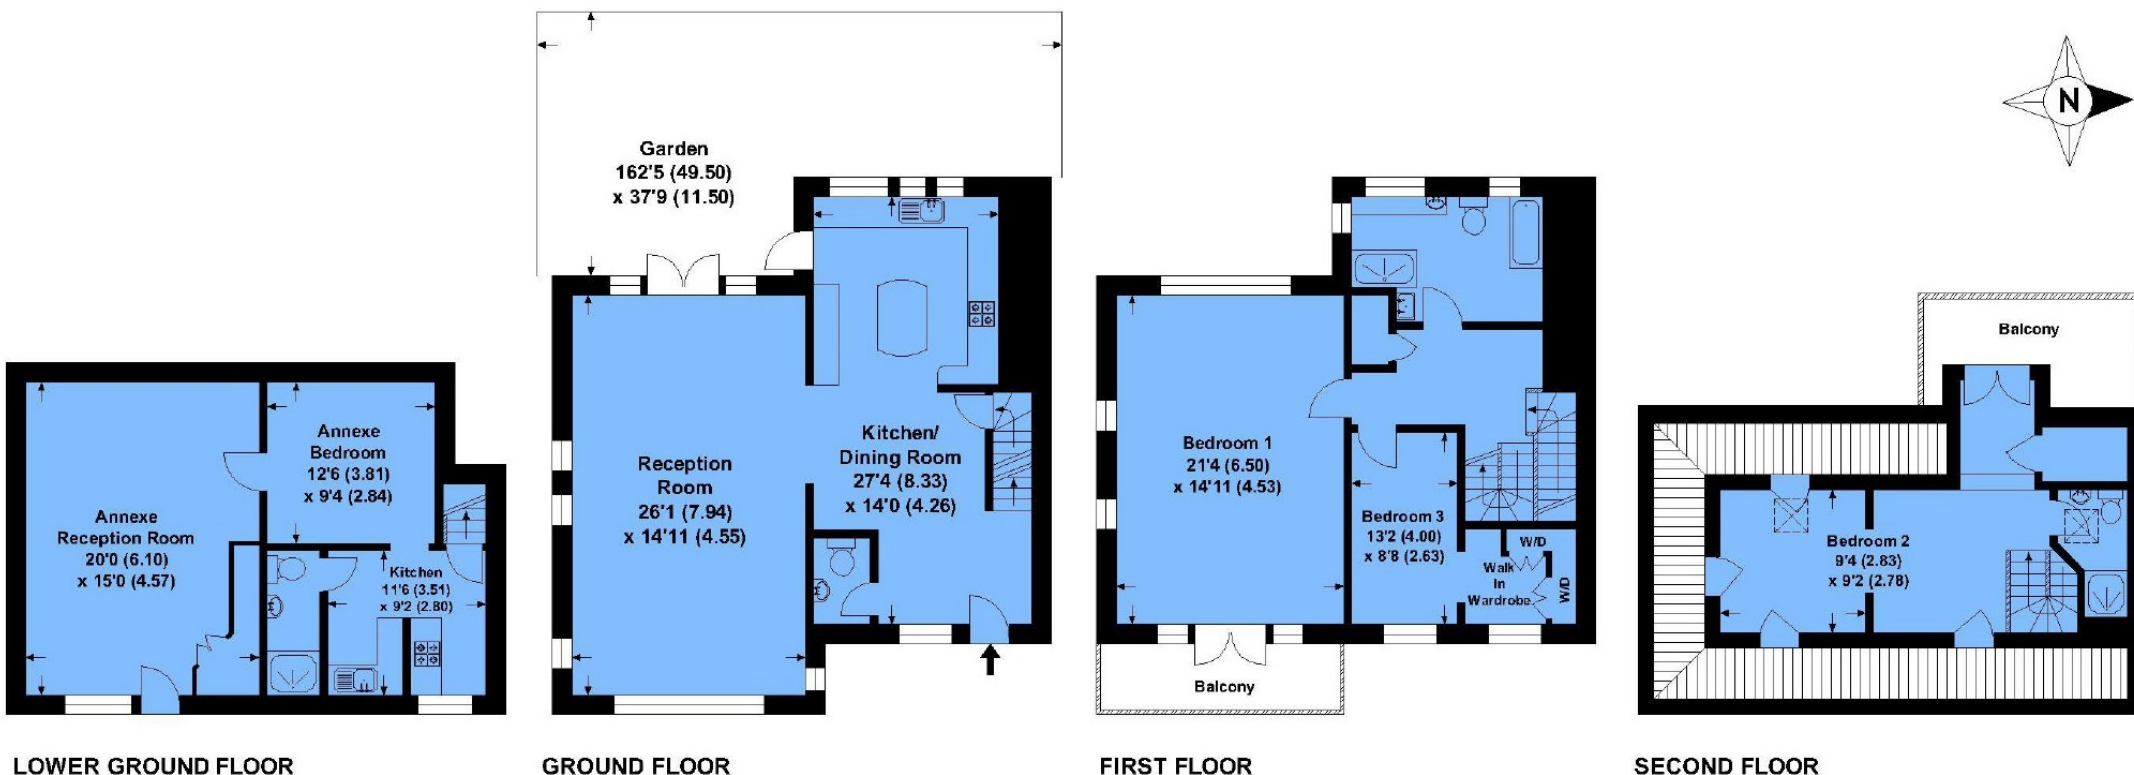 Annexe
Reception Room
20'0 (6.10)
x 15'0 (4.57)
Annexe
Bedroom
12'6 (3.81)
x 9'4 (2.84)
Kitchen
11'6 (3.51)
x 9'2 (2.80)
LOWER GROUND FLOOR
Garden
162'5 (49.50)
x 37'9 (11.50)
Reception
Room
26'1 (7.94)
x 14'11 (4.55)
Kitchen/
Dining Room
27'4 (8.33)
x 14'0 (4.26)
GROUND FLOOR
Bedroom 1
21'4 (6.50)
x 14'11 (4.53)
Bedroom 3
13'2 (4.00)
x 8'8 (2.63)
W/D
Walk
In
Wardrobe
W/D
Balcony
FIRST FLOOR
N
Balcony
Bedroom 2
9'4 (2.83)
x 9'2 (2.78)
SECOND FLOOR